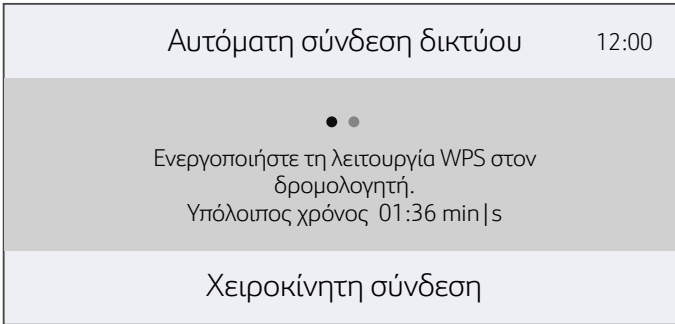 Αυτόματη σύνδεση δικτύου 12:00
Ενεργοποιήστε τη λειτουργία WPS στον
δρομολογητή.
Υπόλοιπος χρόνος 01:36 min|s
Χειροκίνητη σύνδεση